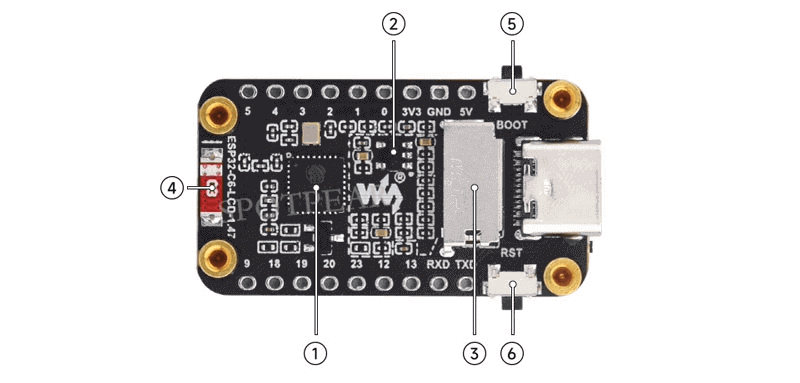 ② ⑤
5 4 3 2 1 0 3V3 GND 5V
BOOT
ESP32-C6-LCD-1.47
④
®
SPOTPEAR
RST
9 18 19 20 23 12 13 RXD TXD
① ③ ⑥